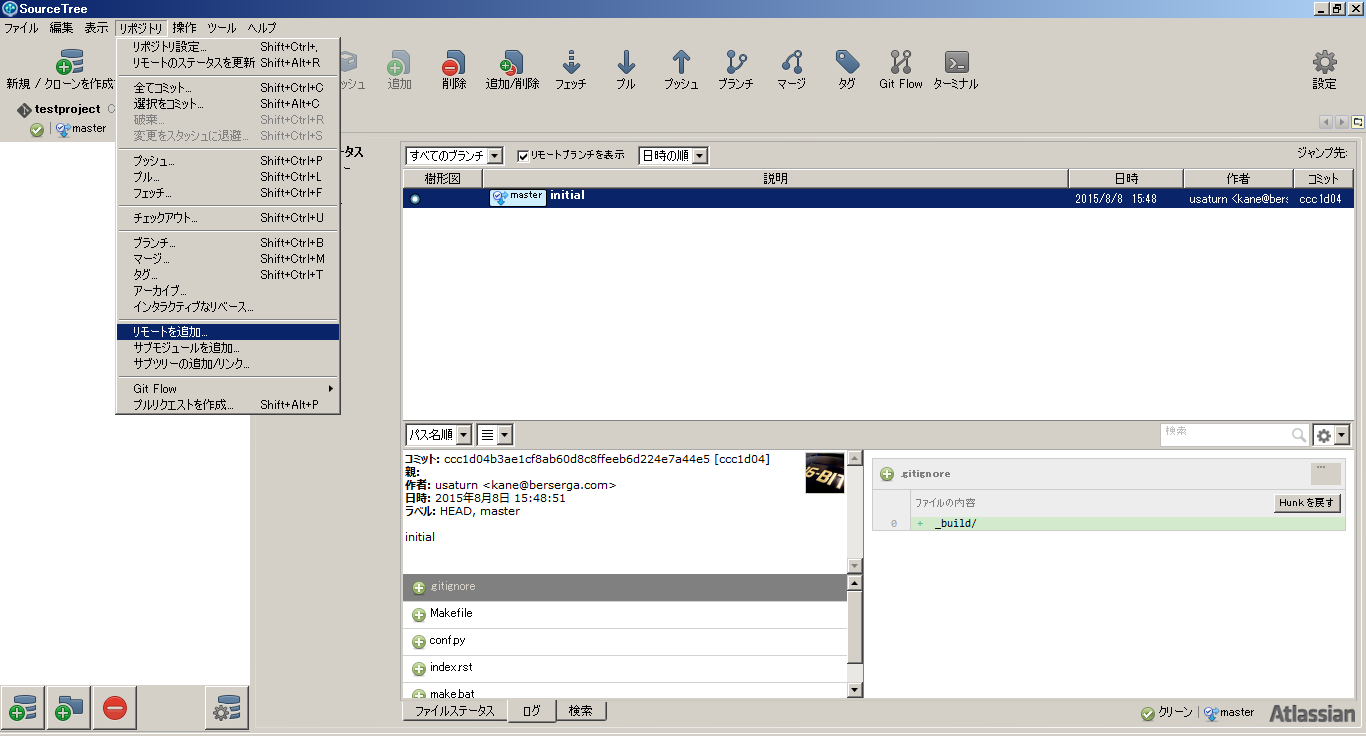 SourceTree
ファイル 編集 表示 リポジトリ 操作 ツール ヘルプ
新規 / クローンを作成
追加 削除 追加/削除 フェッチ プル プッシュ ブランチ マージ タグ Git Flow ターミナル 設定
リポジトリ設定... Shift+Ctrl+,
リモートのステータスを更新 Shift+Alt+R
全てコミット... Shift+Ctrl+C
選択をコミット... Shift+Alt+C
破棄... Shift+Ctrl+R
変更をスタッシュに退避... Shift+Ctrl+S
プッシュ... Shift+Ctrl+P
プル... Shift+Ctrl+L
フェッチ... Shift+Ctrl+F
チェックアウト... Shift+Ctrl+U
ブランチ... Shift+Ctrl+B
マージ... Shift+Ctrl+M
タグ... Shift+Ctrl+T
アーカイブ...
インタラクティブなリベース...
リモートを追加...
サブモジュールを追加...
サブツリーの追加/リンク...
Git Flow
プルリクエストを作成... Shift+Alt+P
testproject
master
すべてのブランチ リモートブランチを表示 日時の順 ジャンプ先:
樹形図 説明 日時 作者 コミット
master initial 2015/8/8 15:48 usaturn <kane@bers ccc1d04
パス名順 検索
コミット: ccc1d04b3ae1cf8ab60d8c8ffeeb6d224e7a44e5 [ccc1d04]
親:
作者: usaturn <kane@berserga.com>
日時: 2015年8月8日 15:48:51
ラベル: HEAD, master
initial
.gitignore
Makefile
conf.py
index.rst
make.bat
.gitignore
ファイルの内容 Hunk を戻す
0 + _build/
ファイルステータス ログ 検索
クリーン master Atlassian